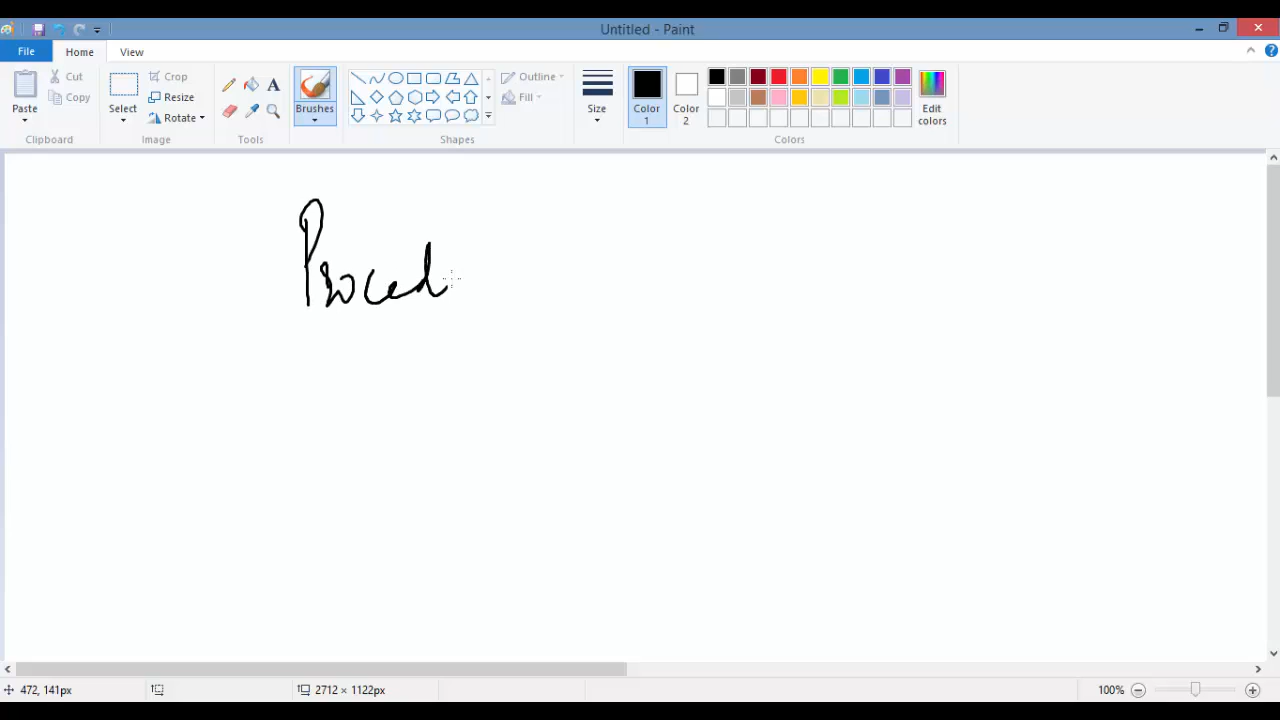 Untitled - Paint
File Home View
Paste Cut Copy Clipboard
Select Crop Resize Rotate Image
A Tools
Brushes
Outline Fill Shapes
Size
Color 1 Color 2
Edit colors Colors
Proced
472, 141px 2712 × 1122px 100%